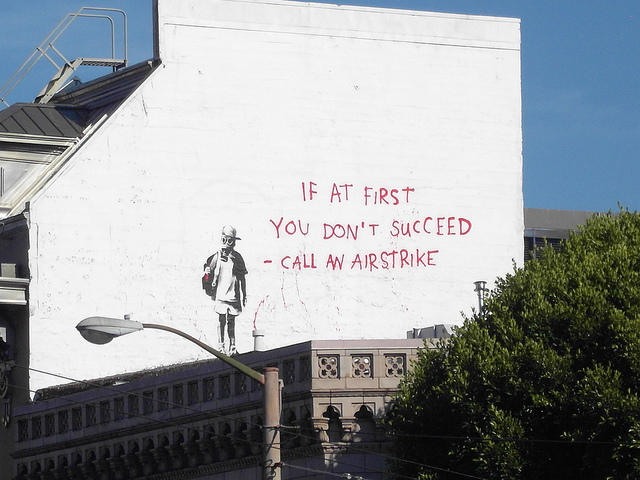 IF AT FIRST
YOU DON'T SUCCEED
- CALL AN AIRSTRIKE